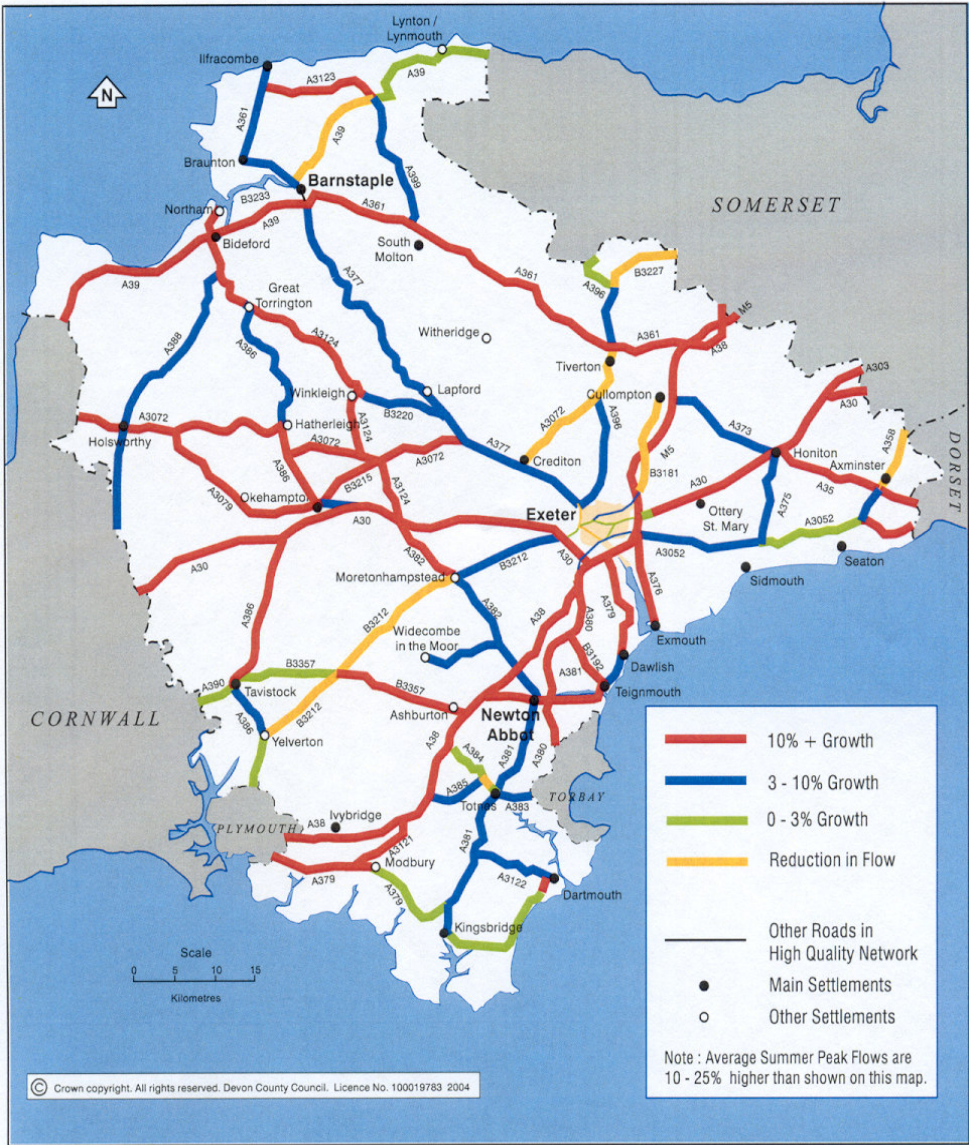 Lynton /
Lynmouth
Ilfracombe
A3123
A39
N
A361
A39
A399
Braunton
Barnstaple
B3233
Northam
A39
A361
SOMERSET
Bideford
South
Molton
A39
A377
A361
A396
B3227
Great
Torrington
M5
A388
A3124
Witheridge
A361
A38
A386
Tiverton
A303
Winkleigh
Lapford
Cullompton
A30
B3220
A3072
A396
A373
A358
A3072
Hatherleigh
A3124
Holsworthy
A3072
A3072
A377
M5
Honiton
Crediton
B3181
Axminster
A386
B3215
A30
A35
DORSET
A3079
Okehampton
A3124
Exeter
Ottery
St. Mary
A375
A30
A3052
A382
A30
A3052
B3212
Seaton
A30
Moretonhampstead
Sidmouth
A376
A386
A38
A380
A379
B3212
A382
Exmouth
Widecombe
in the Moor
B3192
A381
Dawlish
A390
B3357
Tavistock
B3357
Teignmouth
CORNWALL
A386
B3212
Ashburton
Newton
Abbot
Yelverton
A38
A384
A381
A380
A385
TORBAY
Totnes
A383
Ivybridge
PLYMOUTH
A38
A3121
A381
Modbury
A379
A3122
A379
Dartmouth
Kingsbridge
Scale
0 5 10 15
Kilometres
10% + Growth
3 - 10% Growth
0 - 3% Growth
Reduction in Flow
Other Roads in
High Quality Network
Main Settlements
Other Settlements
Note : Average Summer Peak Flows are
10 - 25% higher than shown on this map.
© Crown copyright. All rights reserved. Devon County Council. Licence No. 100019783 2004